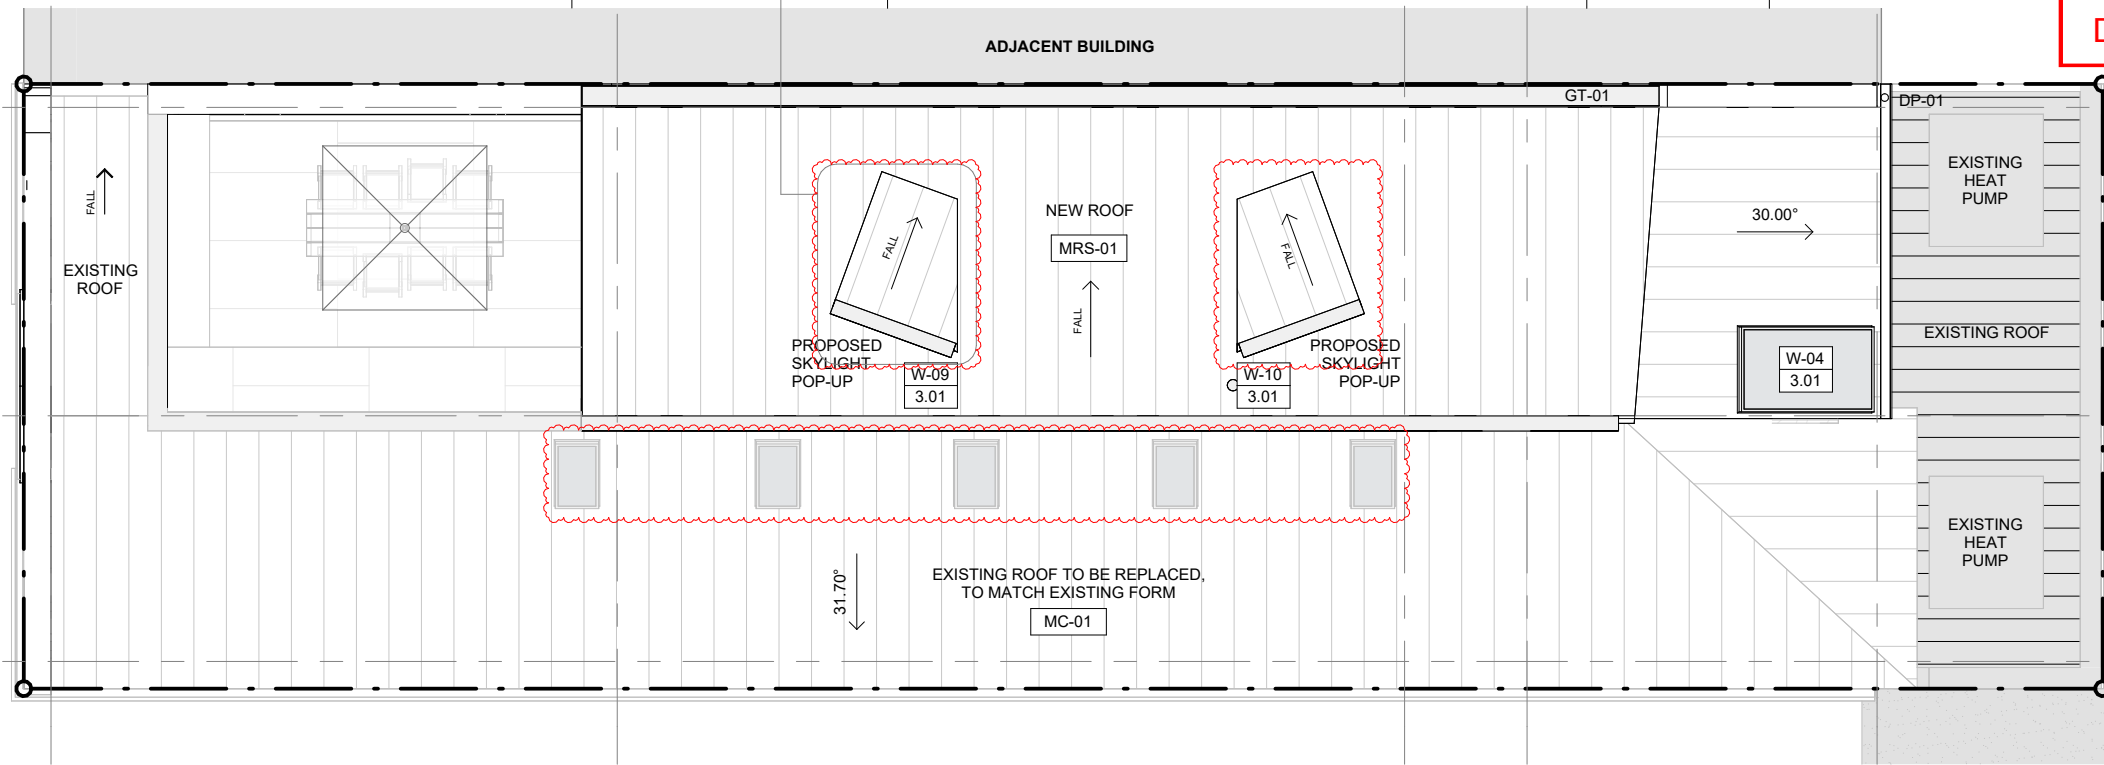 ADJACENT BUILDING
GT-01
DP-01
EXISTING
HEAT
PUMP
FALL
NEW ROOF
MRS-01
30.00°
FALL
FALL
EXISTING
ROOF
FALL
EXISTING ROOF
PROPOSED
SKYLIGHT
POP-UP
W-09
3.01
W-10
3.01
PROPOSED
SKYLIGHT
POP-UP
W-04
3.01
EXISTING
HEAT
PUMP
31.70°
EXISTING ROOF TO BE REPLACED,
TO MATCH EXISTING FORM
MC-01